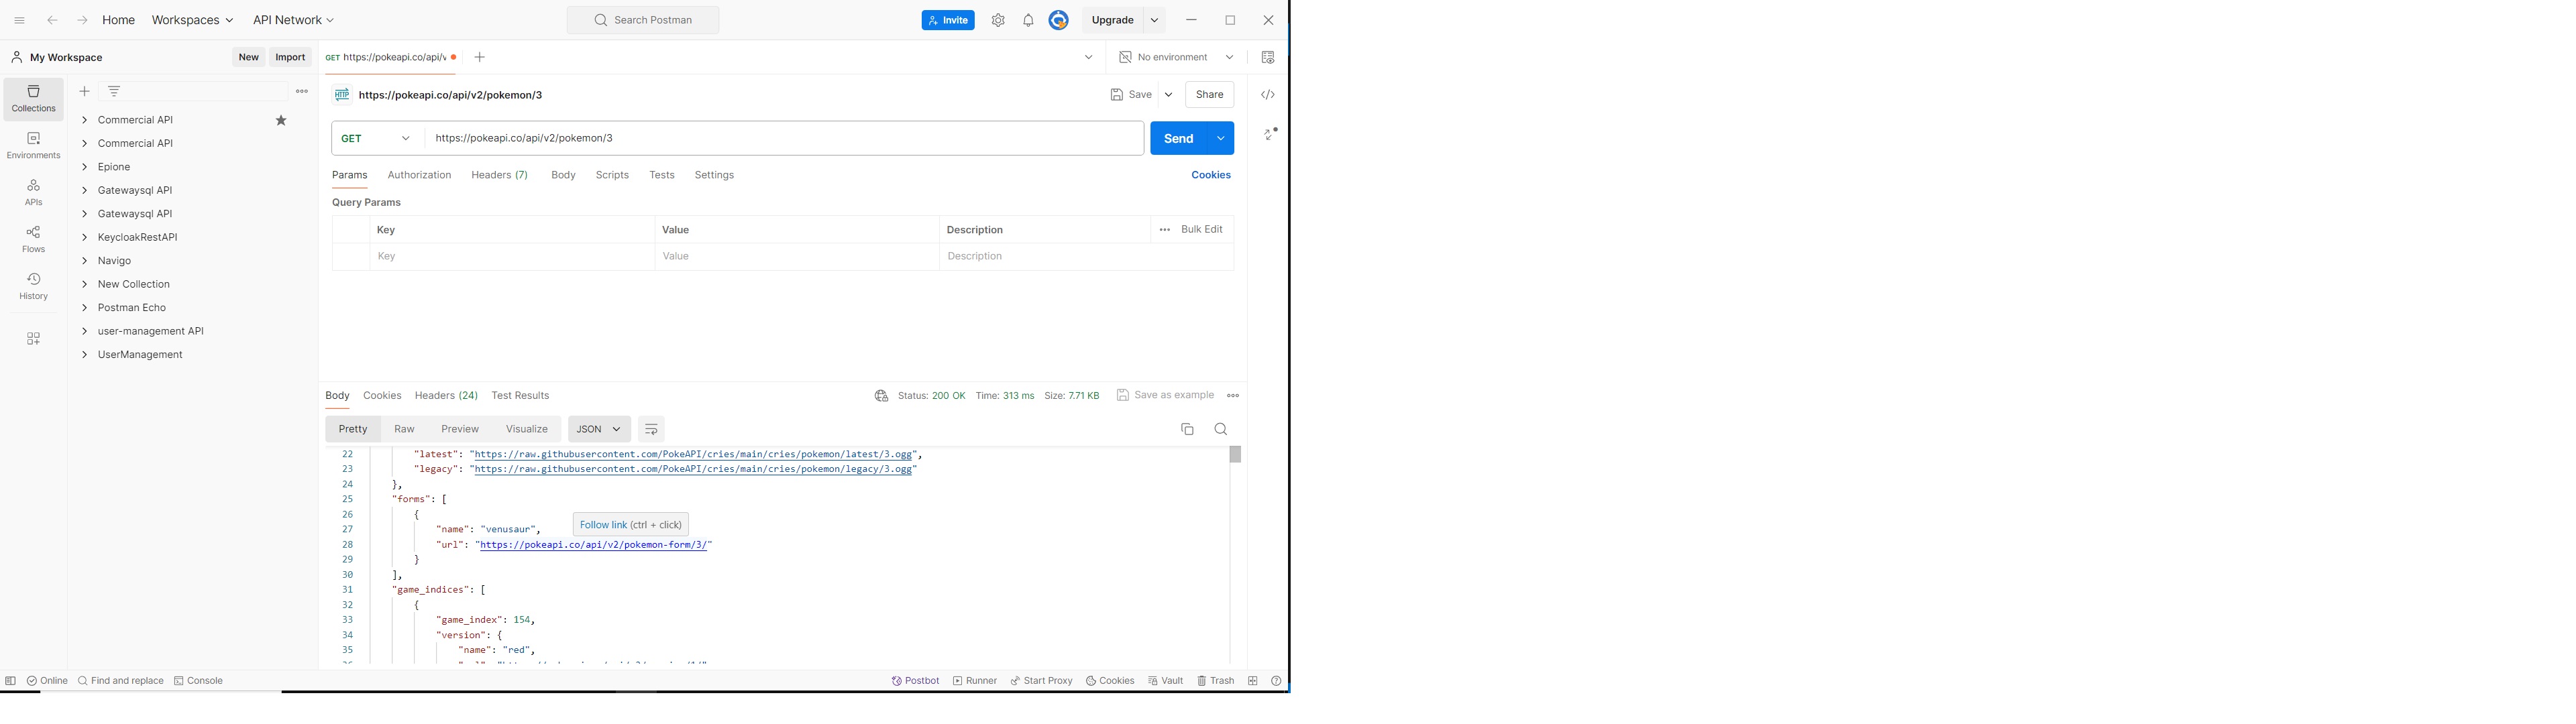 Home Workspaces API Network Search Postman Invite Upgrade
My Workspace New Import GET https://pokeapi.co/api/v No environment
Collections
Environments
APIs
Flows
History
Commercial API
Commercial API
Epione
Gatewaysql API
Gatewaysql API
KeycloakRestAPI
Navigo
New Collection
Postman Echo
user-management API
UserManagement
HTTP https://pokeapi.co/api/v2/pokemon/3 Save Share
GET https://pokeapi.co/api/v2/pokemon/3 Send
Params Authorization Headers (7) Body Scripts Tests Settings Cookies
Query Params
Key Value Description Bulk Edit
Key Value Description
Body Cookies Headers (24) Test Results Status: 200 OK Time: 313 ms Size: 7.71 KB Save as example
Pretty Raw Preview Visualize JSON
22 "latest": "https://raw.githubusercontent.com/PokeAPI/cries/main/cries/pokemon/latest/3.ogg",
23 "legacy": "https://raw.githubusercontent.com/PokeAPI/cries/main/cries/pokemon/legacy/3.ogg"
24 },
25 "forms": [
26 {
Follow link (ctrl + click)
27 "name": "venusaur",
28 "url": "https://pokeapi.co/api/v2/pokemon-form/3/"
29 }
30 ],
31 "game_indices": [
32 {
33 "game_index": 154,
34 "version": {
35 "name": "red",
Online Find and replace Console Postbot Runner Start Proxy Cookies Vault Trash